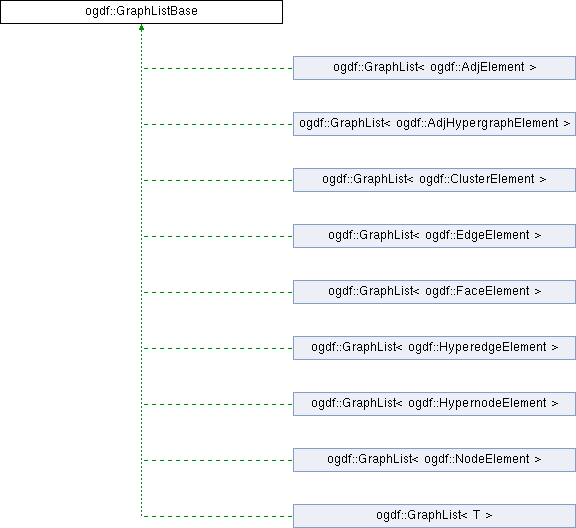 ogdf::GraphListBase
ogdf::GraphList< ogdf::AdjElement >
ogdf::GraphList< ogdf::AdjHypergraphElement >
ogdf::GraphList< ogdf::ClusterElement >
ogdf::GraphList< ogdf::EdgeElement >
ogdf::GraphList< ogdf::FaceElement >
ogdf::GraphList< ogdf::HyperedgeElement >
ogdf::GraphList< ogdf::HypernodeElement >
ogdf::GraphList< ogdf::NodeElement >
ogdf::GraphList< T >